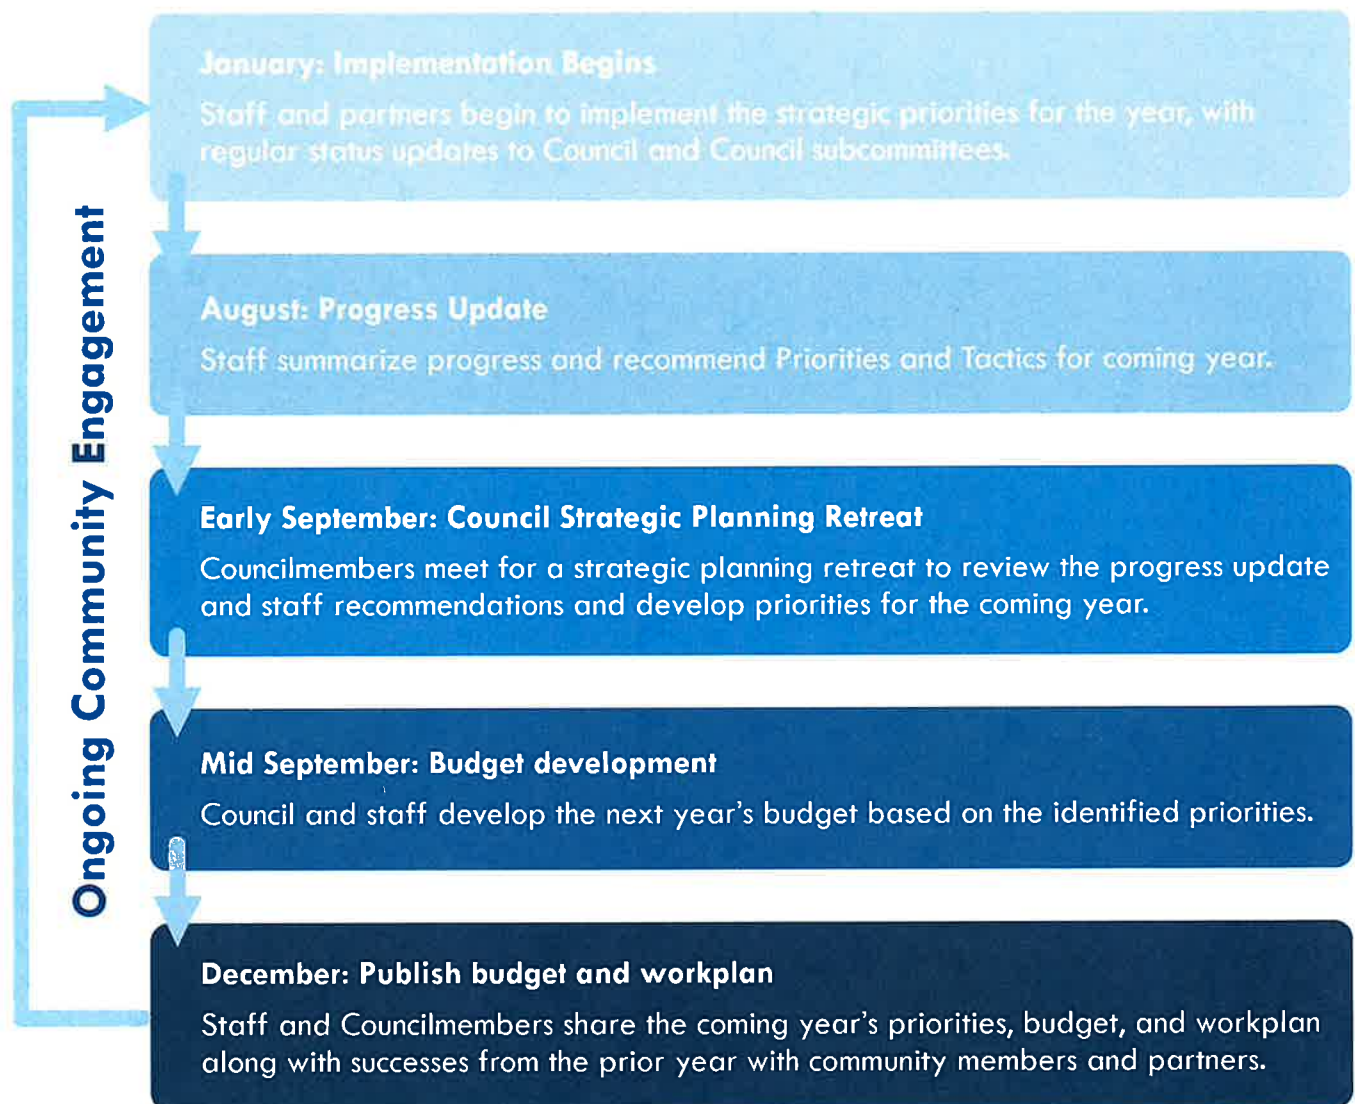 January: Implementation Begins
Staff and partners begin to implement the strategic priorities for the year, with
regular status updates to Council and Council subcommittees.
Ongoing Community Engagement
August: Progress Update
Staff summarize progress and recommend Priorities and Tactics for coming year.
Early September: Council Strategic Planning Retreat
Councilmembers meet for a strategic planning retreat to review the progress update
and staff recommendations and develop priorities for the coming year.
Mid September: Budget development
Council and staff develop the next year's budget based on the identified priorities.
December: Publish budget and workplan
Staff and Councilmembers share the coming year's priorities, budget, and workplan
along with successes from the prior year with community members and partners.